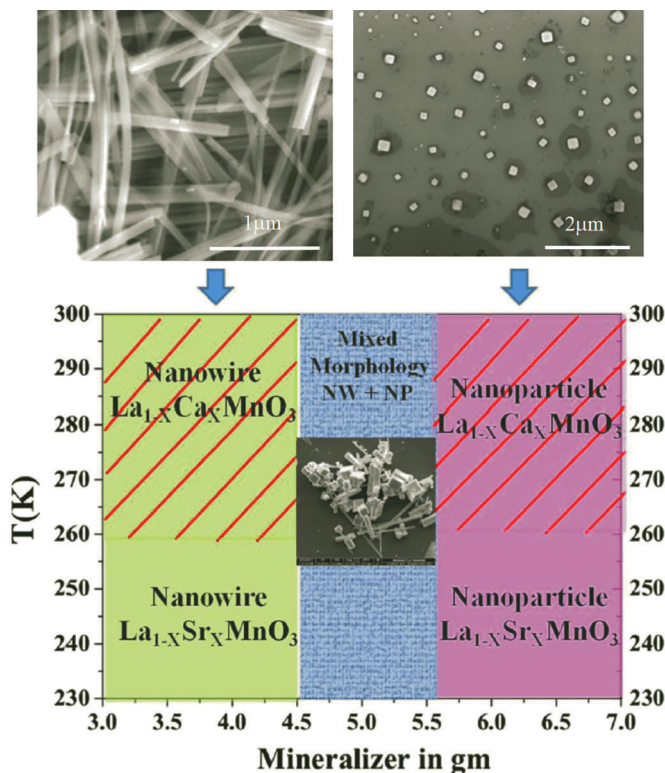 1μm
2μm
300
290
280
270
260
250
240
230
T(K)
Nanowire
La1-XCaXMnO3
Mixed
Morphology
NW + NP
Nanoparticle
La1-XCaXMnO3
Nanowire
La1-XSrXMnO3
Nanoparticle
La1-XSrXMnO3
300
290
280
270
260
250
240
230
3.0 3.5 4.0 4.5 5.0 5.5 6.0 6.5 7.0
Mineralizer in gm